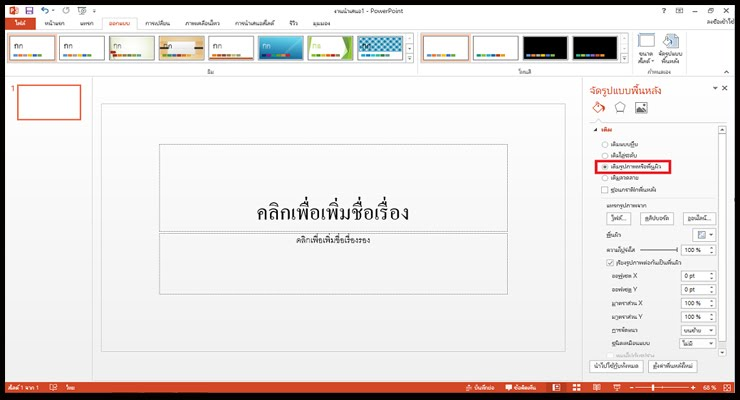 งานนำเสนอ1 - PowerPoint
ไฟล์ หน้าแรก แทรก ออกแบบ การเปลี่ยน ภาพเคลื่อนไหว การนำเสนอสไลด์ รีวิว มุมมอง ลงชื่อเข้าใช้
กก กก กก กก กก กก
ขนาดสไลด์ จัดรูปแบบพื้นหลัง
ธีม ตัวแปร กำหนดเอง
จัดรูปแบบพื้นหลัง
1
เติม
เติมแบบทึบ
เติมไล่ระดับ
เติมรูปภาพหรือพื้นผิว
เติมลวดลาย
ซ่อนกราฟิกพื้นหลัง
แทรกรูปภาพจาก
ไฟล์... คลิปบอร์ด ออนไลน์...
พื้นผิว
ความโปร่งใส 100 %
เรียงรูปภาพต่อกันเป็นพื้นผิว
ออฟเซต X 0 pt
ออฟเซต Y 0 pt
มาตราส่วน X 100 %
มาตราส่วน Y 100 %
การจัดแนว บนซ้าย
ชนิดเหมือนแบบ ไม่มี
นำไปใช้กับทั้งหมด ตั้งค่าพื้นหลังใหม่
คลิกเพื่อเพิ่มชื่อเรื่อง
คลิกเพื่อเพิ่มชื่อเรื่องรอง
สไลด์ 1 จาก 1 ไทย บันทึกย่อ ข้อคิดเห็น 68 %